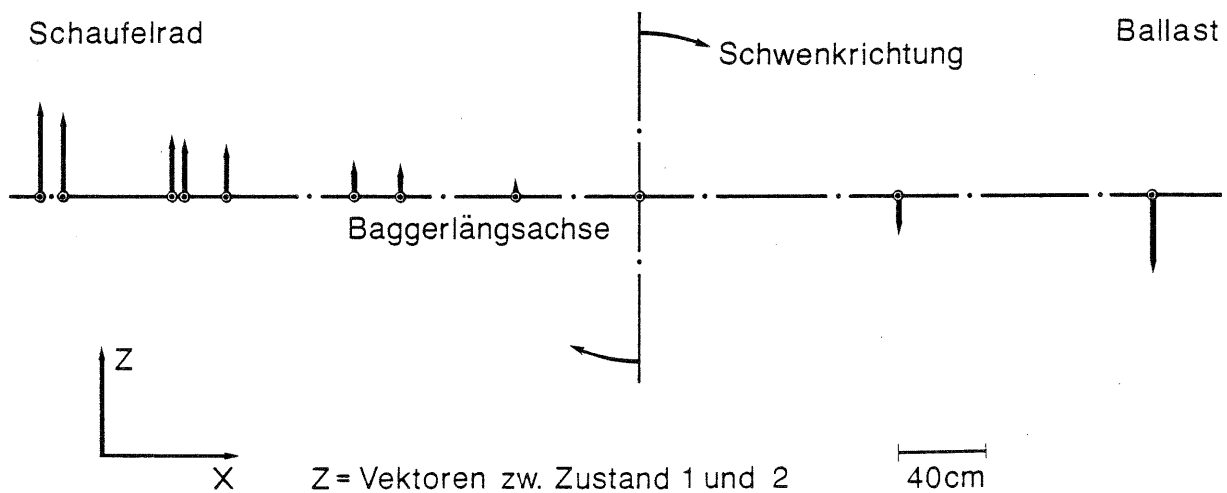 Schaufelrad
Ballast
Schwenkrichtung
Baggerlängsachse
Z
X
Z = Vektoren zw. Zustand 1 und 2
40cm